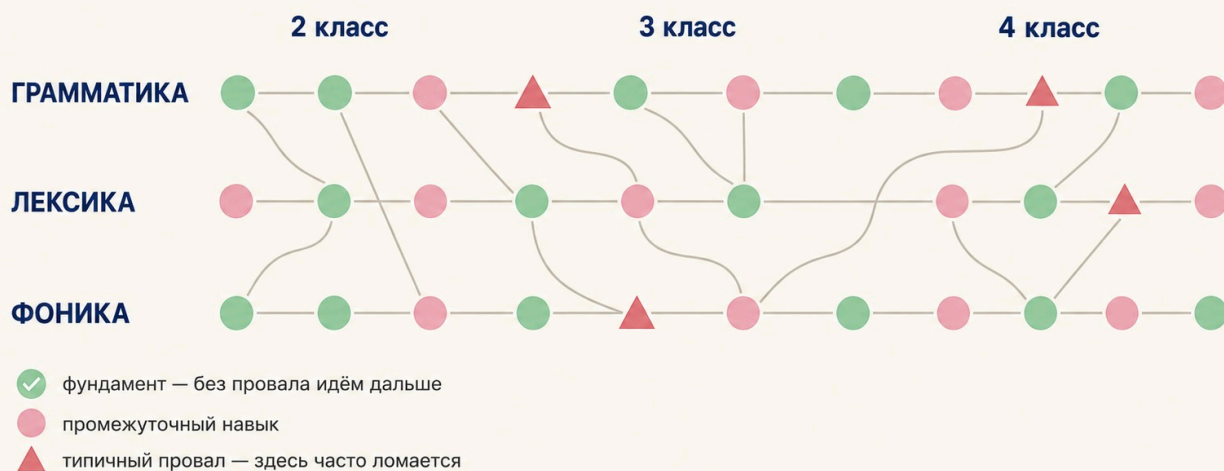 2 класс 3 класс 4 класс
ГРАММАТИКА
ЛЕКСИКА
ФОНИКА
фундамент — без провала идём дальше
промежуточный навык
типичный провал — здесь часто ломается